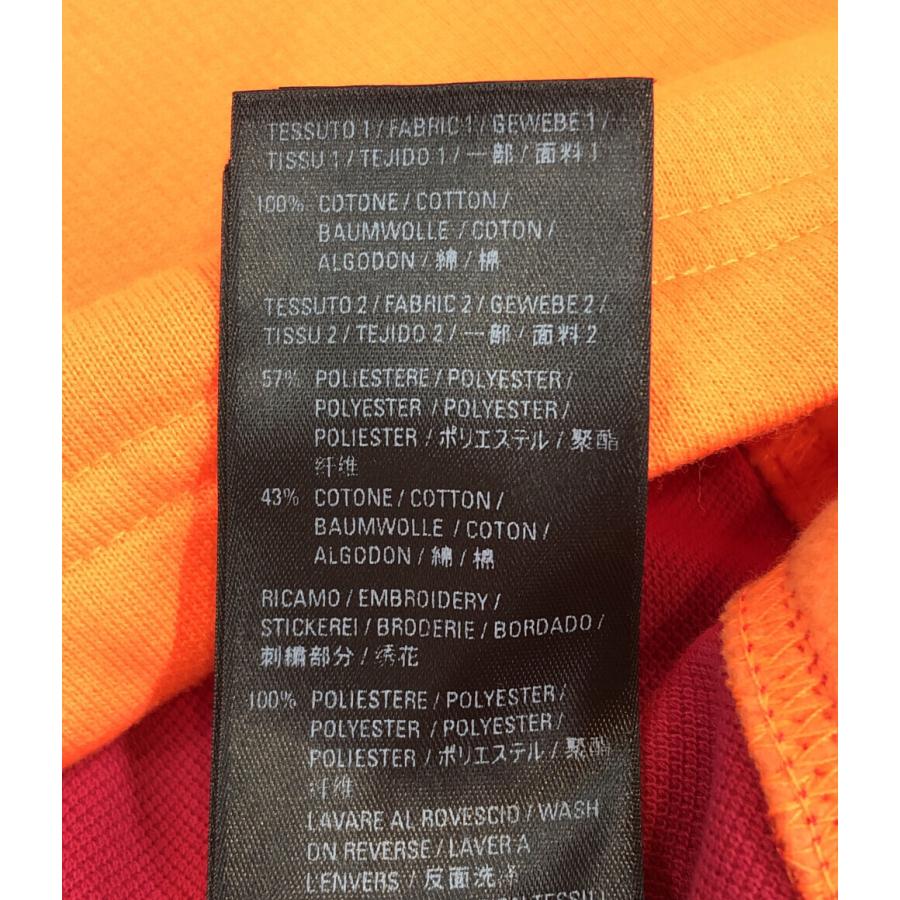 TESSUTO 1 / FABRIC 1 / GEWEBE 1 /
TISSU 1 / TEJIDO 1 / 一部 / 面料 1
100% COTONE / COTTON /
BAUMWOLLE / COTON /
ALGODON / 綿 / 棉
TESSUTO 2 / FABRIC 2 / GEWEBE 2 /
TISSU 2 / TEJIDO 2 / 一部 / 面料 2
57% POLIESTERE / POLYESTER /
POLYESTER / POLYESTER /
POLIESTER / ポリエステル / 聚酯
纤维
43% COTONE / COTTON /
BAUMWOLLE / COTON /
ALGODON / 綿 / 棉
RICAMO / EMBROIDERY /
STICKEREI / BRODERIE / BORDADO /
刺繍部分 / 绣花
100% POLIESTERE / POLYESTER /
POLYESTER / POLYESTER /
POLIESTER / ポリエステル / 聚酯
纤维
LAVARE AL ROVESCIO / WASH
ON REVERSE / LAVER A
L'ENVERS / 反面洗